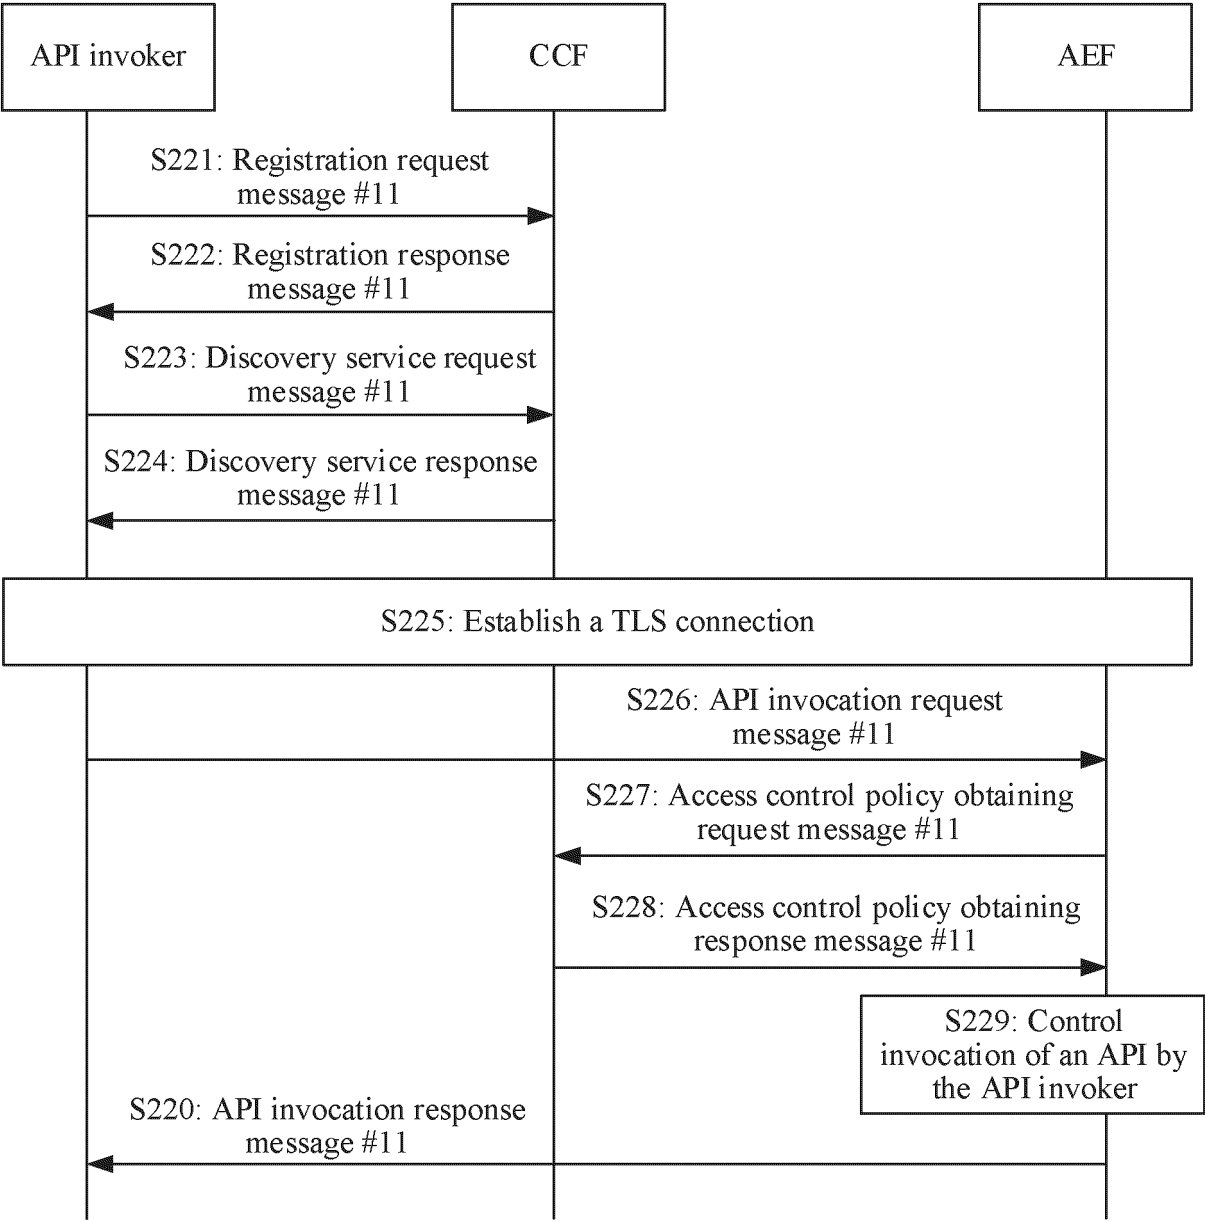 API invoker
CCF
AEF
S221: Registration request
message #11
S222: Registration response
message #11
S223: Discovery service request
message #11
S224: Discovery service response
message #11
S225: Establish a TLS connection
S226: API invocation request
message #11
S227: Access control policy obtaining
request message #11
S228: Access control policy obtaining
response message #11
S229: Control
invocation of an API by
the API invoker
S220: API invocation response
message #11